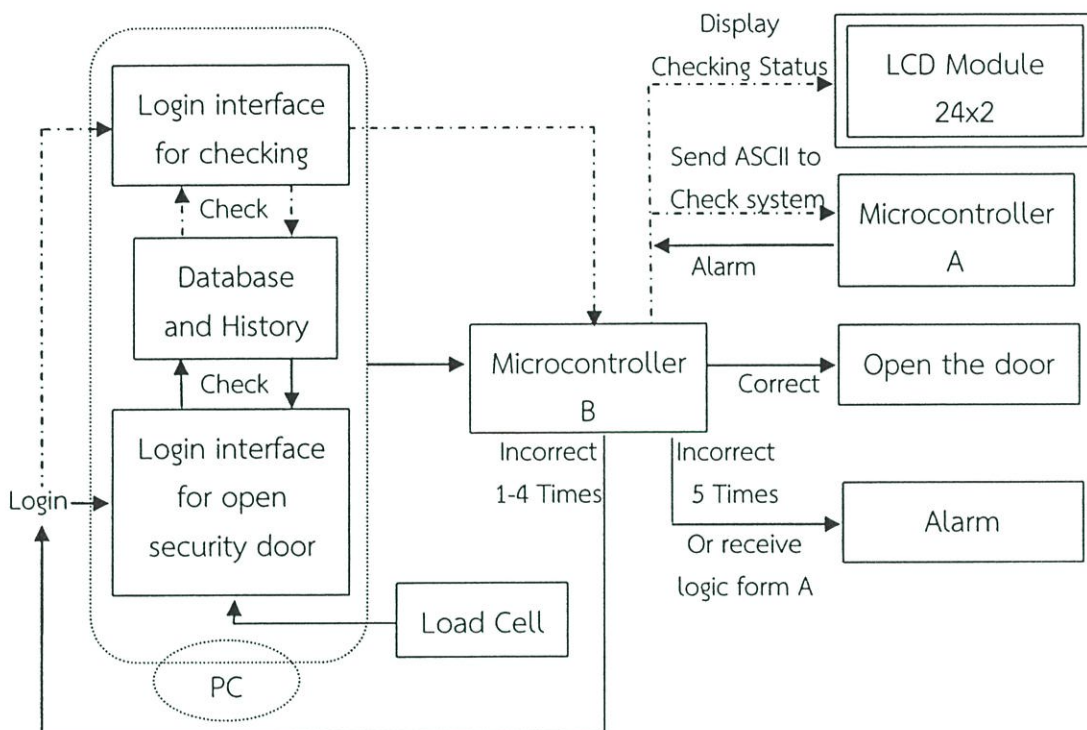 Display
Checking Status
LCD Module
24x2
Login interface
for checking
Send ASCII to
Check system
Check
Microcontroller
A
Alarm
Database
and History
Check
Microcontroller
B
Correct
Open the door
Login interface
for open
security door
Login
Incorrect
1-4 Times
Incorrect
5 Times
Or receive
logic form A
Alarm
Load Cell
PC